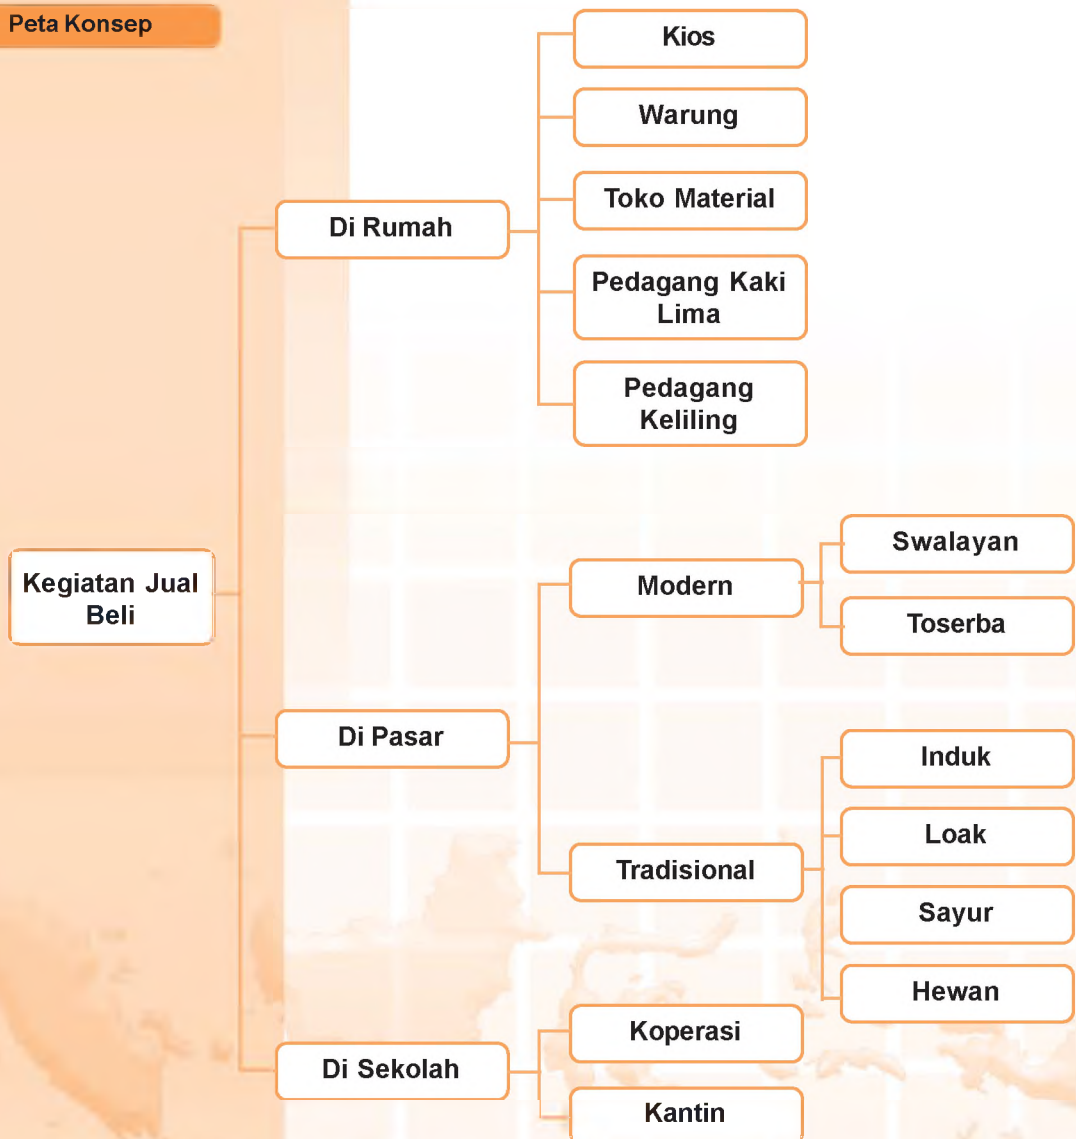 Peta Konsep
Kegiatan Jual
Beli
Di Rumah
Kios
Warung
Toko Material
Pedagang Kaki
Lima
Pedagang
Keliling
Di Pasar
Modern
Swalayan
Toserba
Tradisional
Induk
Loak
Sayur
Hewan
Di Sekolah
Koperasi
Kantin